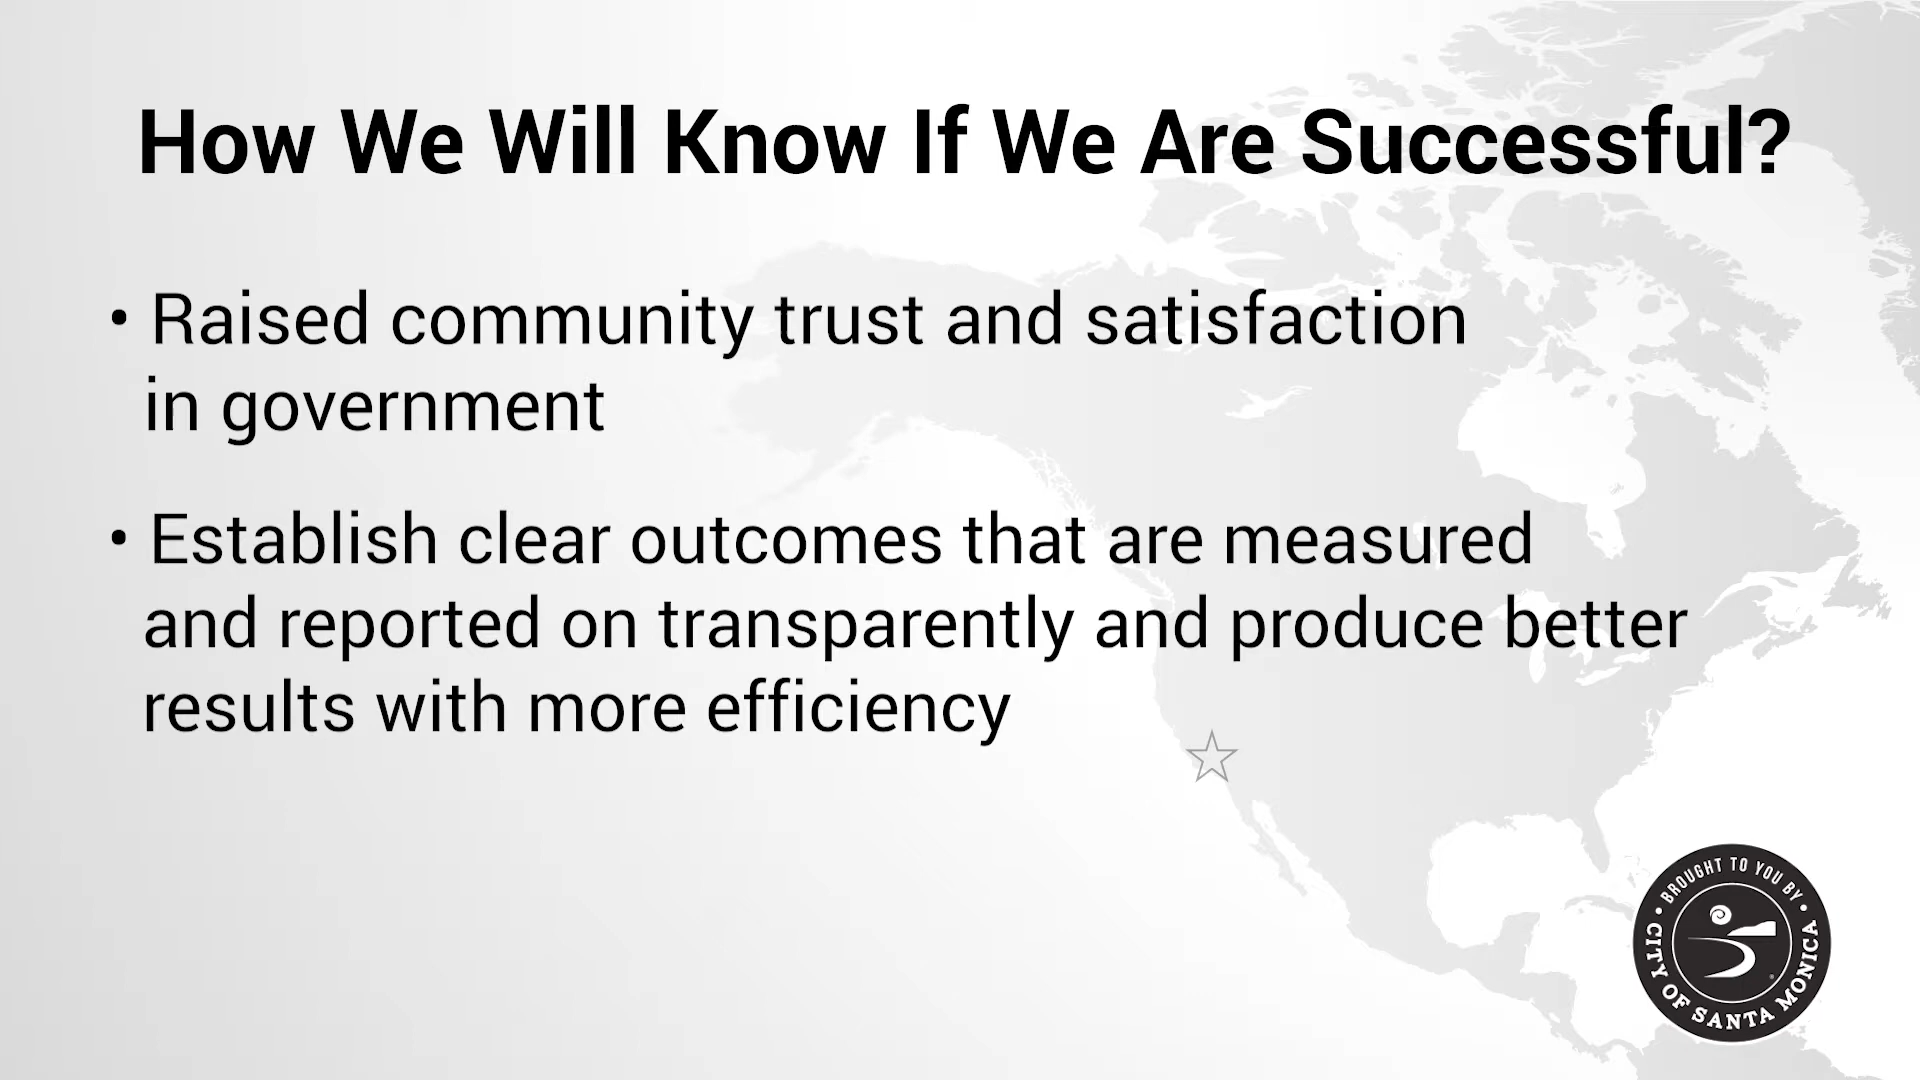 How We Will Know If We Are Successful?
• Raised community trust and satisfaction
in government
• Establish clear outcomes that are measured
and reported on transparently and produce better
results with more efficiency
• BROUGHT TO YOU BY •
CITY OF SANTA MONICA